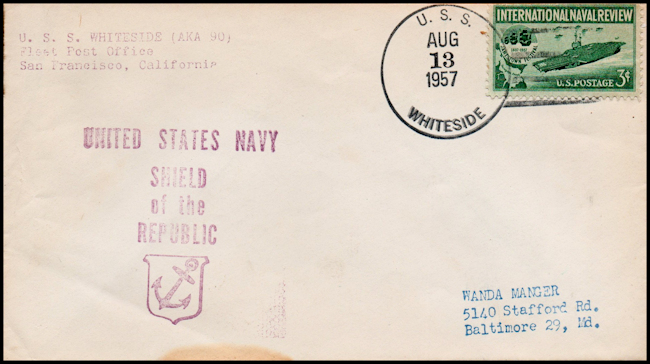 U. S. S. WHITESIDE (AKA 90)
Fleet Post Office
San Francisco, California
U. S. S.
AUG
13
1957
WHITESIDE
INTERNATIONAL NAVAL REVIEW
U.S. POSTAGE 3¢
UNITED STATES NAVY
SHIELD
of the
REPUBLIC
WANDA MANGER
5140 Stafford Rd.
Baltimore 29, Md.